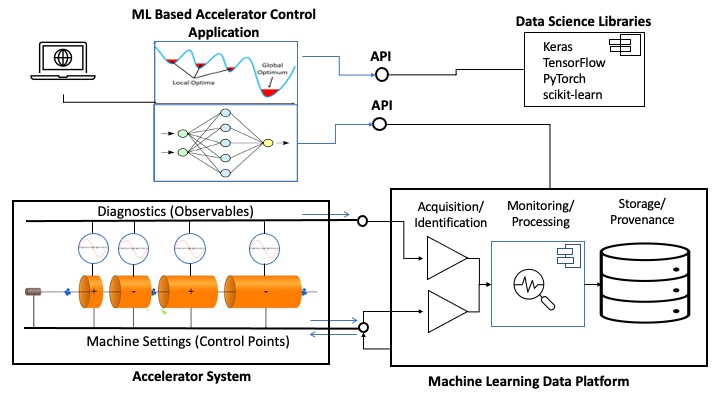 ML Based Accelerator Control
Application
Data Science Libraries
Global
Optimum
Local Optima
API
Keras
TensorFlow
PyTorch
scikit-learn
API
Diagnostics (Observables)
+
-
+
-
Machine Settings (Control Points)
Accelerator System
Acquisition/
Identification
Monitoring/
Processing
Storage/
Provenance
Machine Learning Data Platform